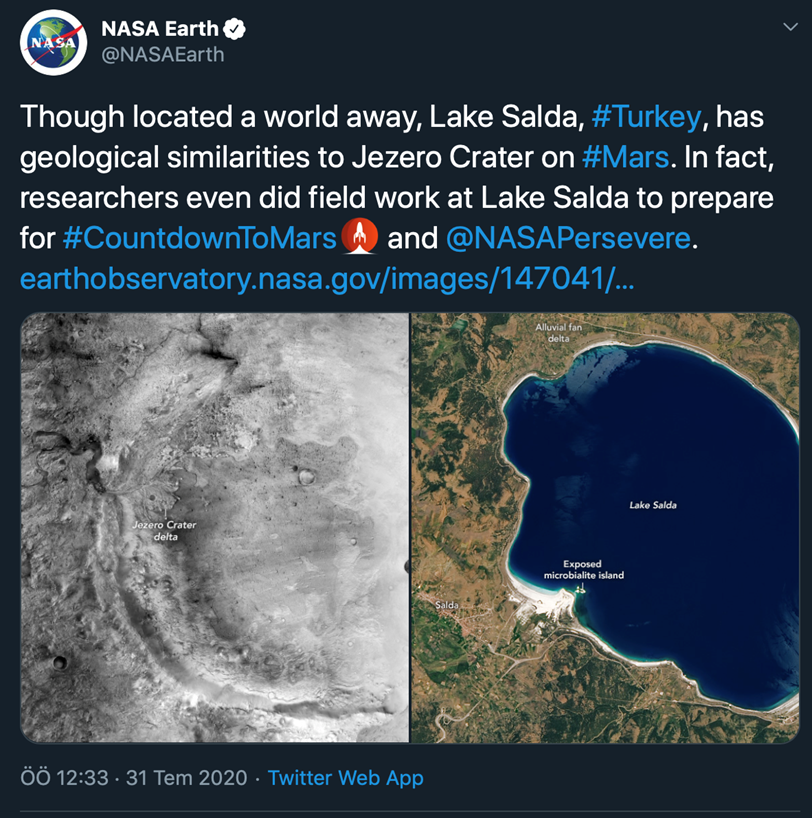 NASA
NASA Earth
@NASAEarth
Though located a world away, Lake Salda, #Turkey, has
geological similarities to Jezero Crater on #Mars. In fact,
researchers even did field work at Lake Salda to prepare
for #CountdownToMars and @NASAPersevere.
earthobservatory.nasa.gov/images/147041/...
Jezero Crater
delta
Alluvial fan
delta
Lake Salda
Exposed
microbialite island
Salda
ÖÖ 12:33 · 31 Tem 2020 · Twitter Web App